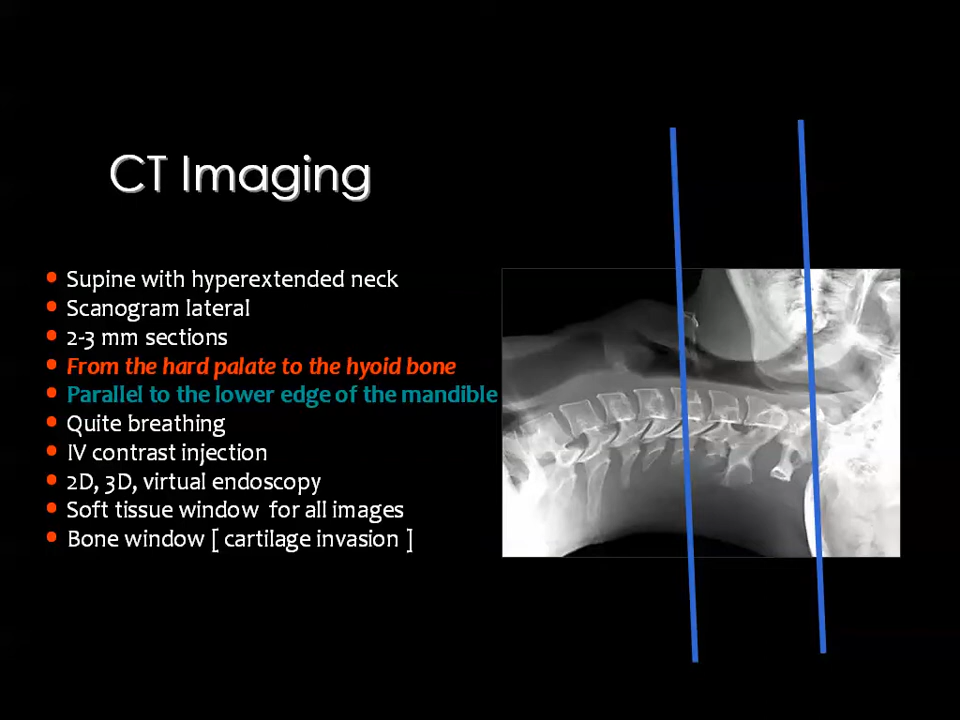 CT Imaging
• Supine with hyperextended neck
• Scanogram lateral
• 2-3 mm sections
• From the hard palate to the hyoid bone
• Parallel to the lower edge of the mandible
• Quite breathing
• IV contrast injection
• 2D, 3D, virtual endoscopy
• Soft tissue window for all images
• Bone window [ cartilage invasion ]